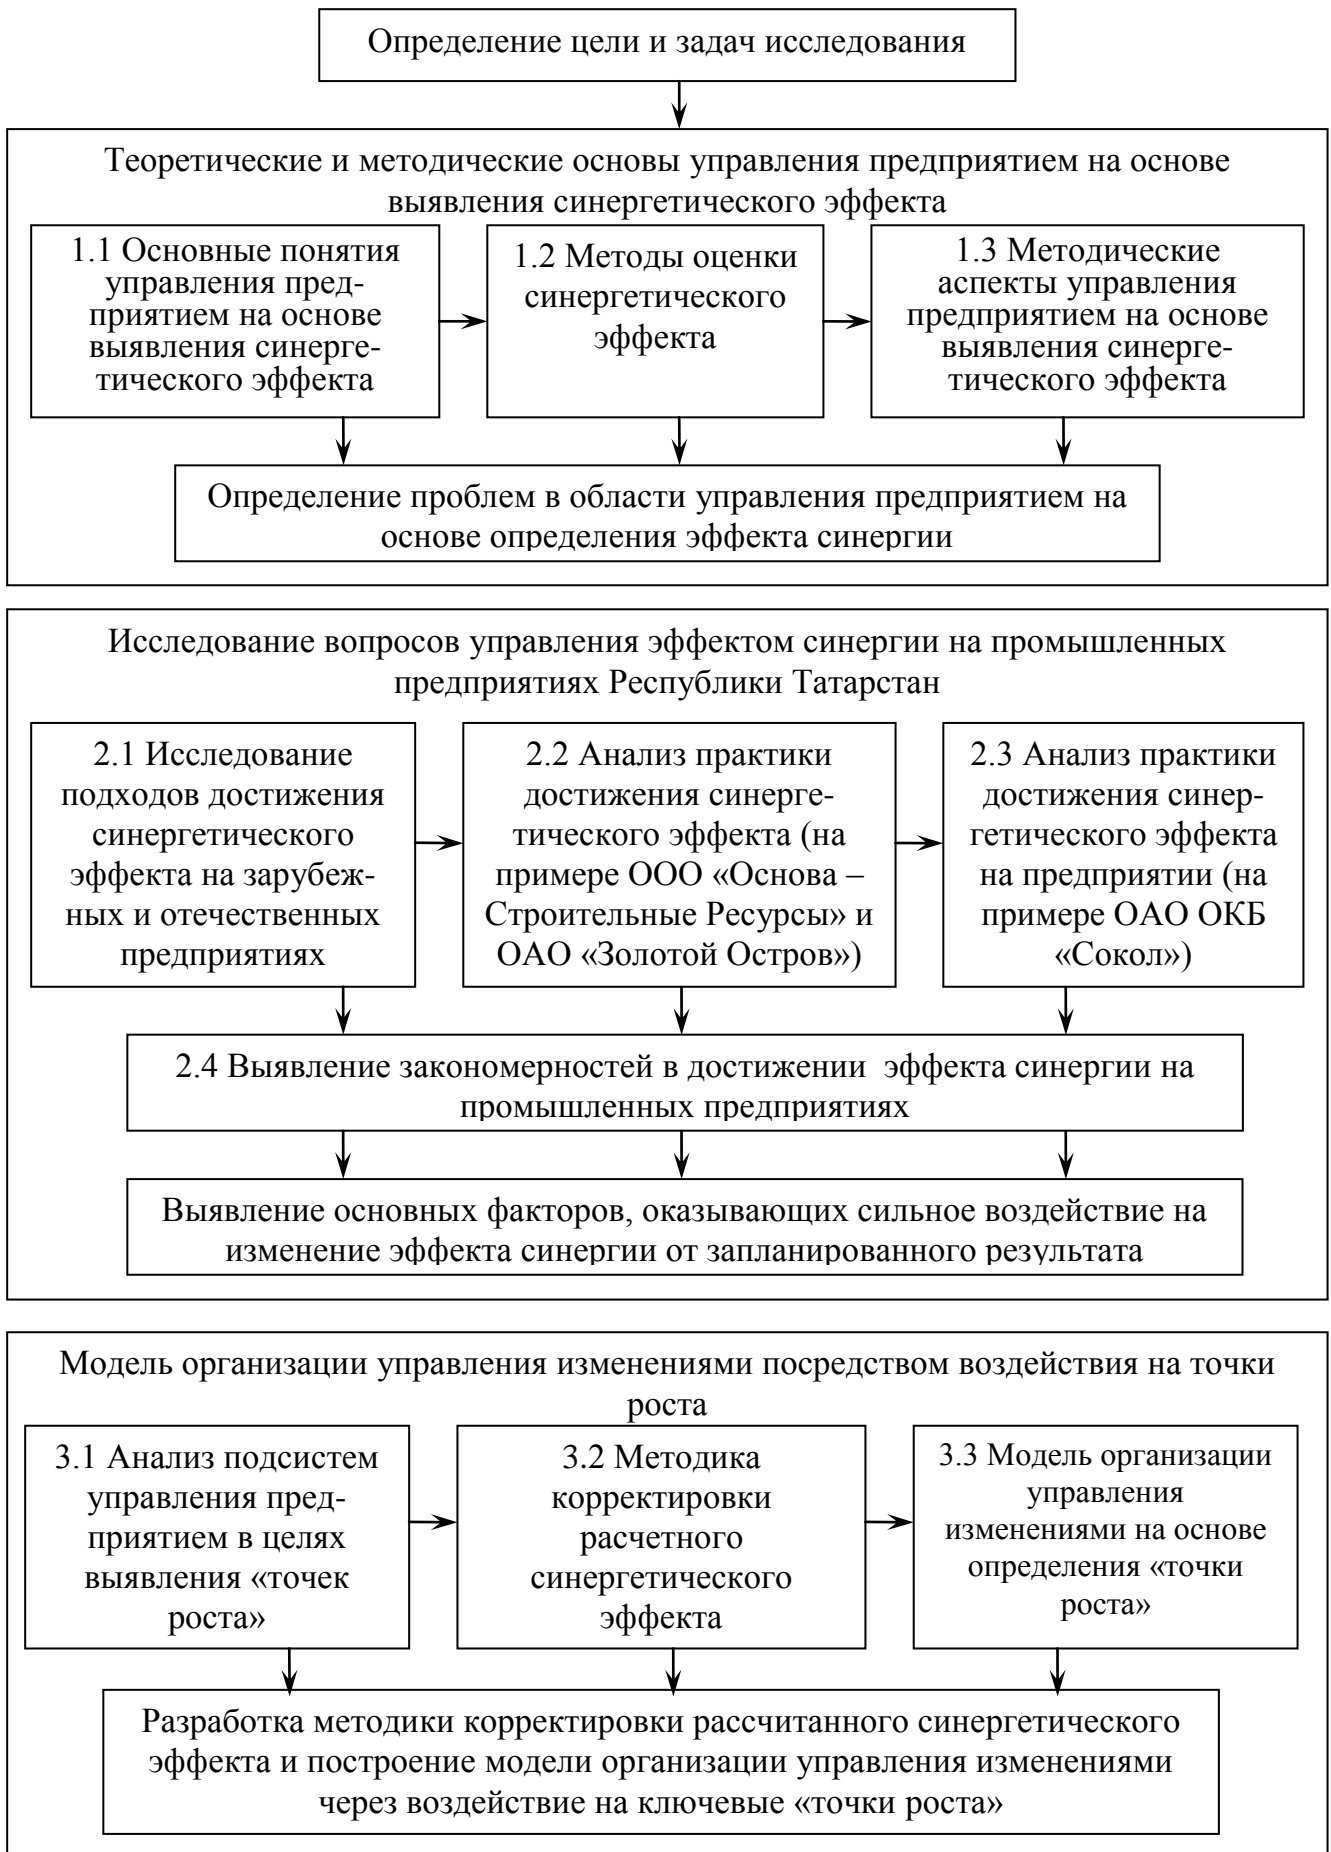 Определение цели и задач исследования
Теоретические и методические основы управления предприятием на основе
выявления синергетического эффекта
1.1 Основные понятия
управления пред-
приятием на основе
выявления синерге-
тического эффекта
1.2 Методы оценки
синергетического
эффекта
1.3 Методические
аспекты управления
предприятием на основе
выявления синерге-
тического эффекта
Определение проблем в области управления предприятием на
основе определения эффекта синергии
Исследование вопросов управления эффектом синергии на промышленных
предприятиях Республики Татарстан
2.1 Исследование
подходов достижения
синергетического
эффекта на зарубеж-
ных и отечественных
предприятиях
2.2 Анализ практики
достижения синерге-
тического эффекта (на
примере ООО «Основа –
Строительные Ресурсы» и
ОАО «Золотой Остров»)
2.3 Анализ практики
достижения синер-
гетического эффекта
на предприятии (на
примере ОАО ОКБ
«Сокол»)
2.4 Выявление закономерностей в достижении  эффекта синергии на
промышленных предприятиях
Выявление основных факторов, оказывающих сильное воздействие на
изменение эффекта синергии от запланированного результата
Модель организации управления изменениями посредством воздействия на точки
роста
3.1 Анализ подсистем
управления пред-
приятием в целях
выявления «точек
роста»
3.2 Методика
корректировки
расчетного
синергетического
эффекта
3.3 Модель организации
управления
изменениями на основе
определения «точки
роста»
Разработка методики корректировки рассчитанного синергетического
эффекта и построение модели организации управления изменениями
через воздействие на ключевые «точки роста»